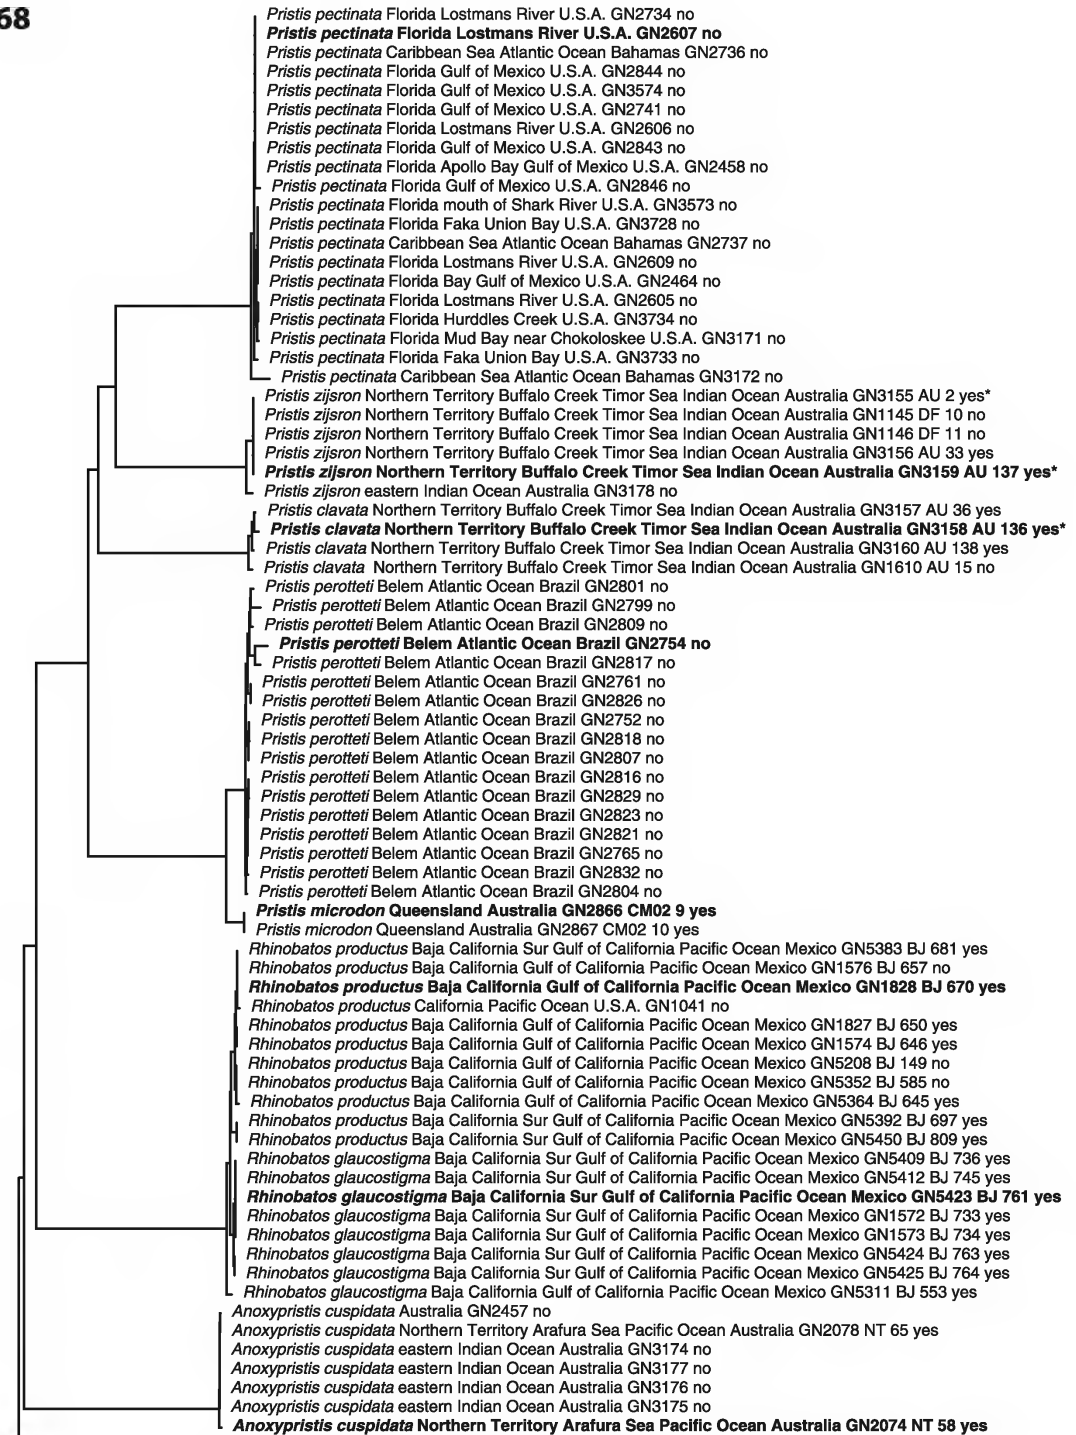 68
Pristis pectinata Florida Lostmans River U.S.A. GN2734 no
Pristis pectinata Florida Lostmans River U.S.A. GN2607 no
Pristis pectinata Caribbean Sea Atlantic Ocean Bahamas GN2736 no
Pristis pectinata Florida Gulf of Mexico U.S.A. GN2844 no
Pristis pectinata Florida Gulf of Mexico U.S.A. GN3574 no
Pristis pectinata Florida Gulf of Mexico U.S.A. GN2741 no
Pristis pectinata Florida Lostmans River U.S.A. GN2606 no
Pristis pectinata Florida Gulf of Mexico U.S.A. GN2843 no
Pristis pectinata Florida Apollo Bay Gulf of Mexico U.S.A. GN2458 no
Pristis pectinata Florida Gulf of Mexico U.S.A. GN2846 no
Pristis pectinata Florida mouth of Shark River U.S.A. GN3573 no
Pristis pectinata Florida Faka Union Bay U.S.A. GN3728 no
Pristis pectinata Caribbean Sea Atlantic Ocean Bahamas GN2737 no
Pristis pectinata Florida Lostmans River U.S.A. GN2609 no
Pristis pectinata Florida Bay Gulf of Mexico U.S.A. GN2464 no
Pristis pectinata Florida Lostmans River U.S.A. GN2605 no
Pristis pectinata Florida Hurddles Creek U.S.A. GN3734 no
Pristis pectinata Florida Mud Bay near Chokoloskee U.S.A. GN3171 no
Pristis pectinata Florida Faka Union Bay U.S.A. GN3733 no
Pristis pectinata Caribbean Sea Atlantic Ocean Bahamas GN3172 no
Pristis zijsron Northern Territory Buffalo Creek Timor Sea Indian Ocean Australia GN3155 AU 2 yes*
Pristis zijsron Northern Territory Buffalo Creek Timor Sea Indian Ocean Australia GN1145 DF 10 no
Pristis zijsron Northern Territory Buffalo Creek Timor Sea Indian Ocean Australia GN1146 DF 11 no
Pristis zijsron Northern Territory Buffalo Creek Timor Sea Indian Ocean Australia GN3156 AU 33 yes
Pristis zijsron Northern Territory Buffalo Creek Timor Sea Indian Ocean Australia GN3159 AU 137 yes*
Pristis zijsron eastern Indian Ocean Australia GN3178 no
Pristis clavata Northern Territory Buffalo Creek Timor Sea Indian Ocean Australia GN3157 AU 36 yes
Pristis clavata Northern Territory Buffalo Creek Timor Sea Indian Ocean Australia GN3158 AU 136 yes*
Pristis clavata Northern Territory Buffalo Creek Timor Sea Indian Ocean Australia GN3160 AU 138 yes
Pristis clavata Northern Territory Buffalo Creek Timor Sea Indian Ocean Australia GN1610 AU 15 no
Pristis perotteti Belem Atlantic Ocean Brazil GN2801 no
Pristis perotteti Belem Atlantic Ocean Brazil GN2799 no
Pristis perotteti Belem Atlantic Ocean Brazil GN2809 no
Pristis perotteti Belem Atlantic Ocean Brazil GN2754 no
Pristis perotteti Belem Atlantic Ocean Brazil GN2817 no
Pristis perotteti Belem Atlantic Ocean Brazil GN2761 no
Pristis perotteti Belem Atlantic Ocean Brazil GN2826 no
Pristis perotteti Belem Atlantic Ocean Brazil GN2752 no
Pristis perotteti Belem Atlantic Ocean Brazil GN2818 no
Pristis perotteti Belem Atlantic Ocean Brazil GN2807 no
Pristis perotteti Belem Atlantic Ocean Brazil GN2816 no
Pristis perotteti Belem Atlantic Ocean Brazil GN2829 no
Pristis perotteti Belem Atlantic Ocean Brazil GN2823 no
Pristis perotteti Belem Atlantic Ocean Brazil GN2821 no
Pristis perotteti Belem Atlantic Ocean Brazil GN2765 no
Pristis perotteti Belem Atlantic Ocean Brazil GN2832 no
Pristis perotteti Belem Atlantic Ocean Brazil GN2804 no
Pristis microdon Queensland Australia GN2866 CM02 9 yes
Pristis microdon Queensland Australia GN2867 CM02 10 yes
Rhinobatos productus Baja California Sur Gulf of California Pacific Ocean Mexico GN5383 BJ 681 yes
Rhinobatos productus Baja California Gulf of California Pacific Ocean Mexico GN1576 BJ 657 no
Rhinobatos productus Baja California Gulf of California Pacific Ocean Mexico GN1828 BJ 670 yes
Rhinobatos productus California Pacific Ocean U.S.A. GN1041 no
Rhinobatos productus Baja California Gulf of California Pacific Ocean Mexico GN1827 BJ 650 yes
Rhinobatos productus Baja California Gulf of California Pacific Ocean Mexico GN1574 BJ 646 yes
Rhinobatos productus Baja California Gulf of California Pacific Ocean Mexico GN5208 BJ 149 no
Rhinobatos productus Baja California Gulf of California Pacific Ocean Mexico GN5352 BJ 585 no
Rhinobatos productus Baja California Gulf of California Pacific Ocean Mexico GN5364 BJ 645 yes
Rhinobatos productus Baja California Sur Gulf of California Pacific Ocean Mexico GN5392 BJ 697 yes
Rhinobatos productus Baja California Sur Gulf of California Pacific Ocean Mexico GN5450 BJ 809 yes
Rhinobatos glaucostigma Baja California Sur Gulf of California Pacific Ocean Mexico GN5409 BJ 736 yes
Rhinobatos glaucostigma Baja California Sur Gulf of California Pacific Ocean Mexico GN5412 BJ 745 yes
Rhinobatos glaucostigma Baja California Sur Gulf of California Pacific Ocean Mexico GN5423 BJ 761 yes
Rhinobatos glaucostigma Baja California Sur Gulf of California Pacific Ocean Mexico GN1572 BJ 733 yes
Rhinobatos glaucostigma Baja California Sur Gulf of California Pacific Ocean Mexico GN1573 BJ 734 yes
Rhinobatos glaucostigma Baja California Sur Gulf of California Pacific Ocean Mexico GN5424 BJ 763 yes
Rhinobatos glaucostigma Baja California Sur Gulf of California Pacific Ocean Mexico GN5425 BJ 764 yes
Rhinobatos glaucostigma Baja California Gulf of California Pacific Ocean Mexico GN5311 BJ 553 yes
Anoxypristis cuspidata Australia GN2457 no
Anoxypristis cuspidata Northern Territory Arafura Sea Pacific Ocean Australia GN2078 NT 65 yes
Anoxypristis cuspidata eastern Indian Ocean Australia GN3174 no
Anoxypristis cuspidata eastern Indian Ocean Australia GN3177 no
Anoxypristis cuspidata eastern Indian Ocean Australia GN3176 no
Anoxypristis cuspidata eastern Indian Ocean Australia GN3175 no
Anoxypristis cuspidata Northern Territory Arafura Sea Pacific Ocean Australia GN2074 NT 58 yes